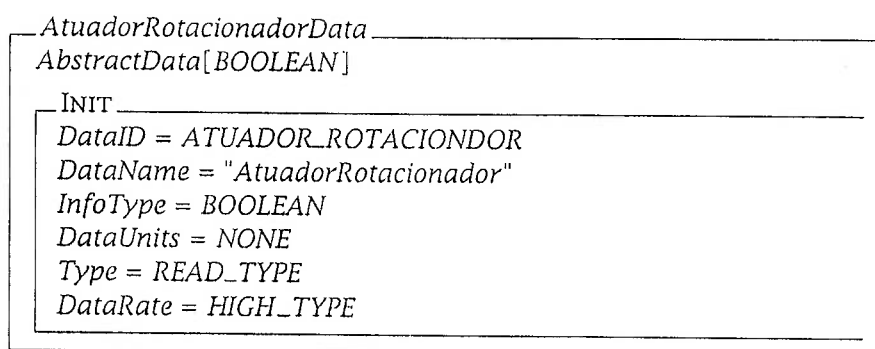 AtuadorRotacionadorData
AbstractData[BOOLEAN]
INIT
DataID = ATUADOR_ROTACIONDOR
DataName = "AtuadorRotacionador"
InfoType = BOOLEAN
DataUnits = NONE
Type = READ_TYPE
DataRate = HIGH_TYPE